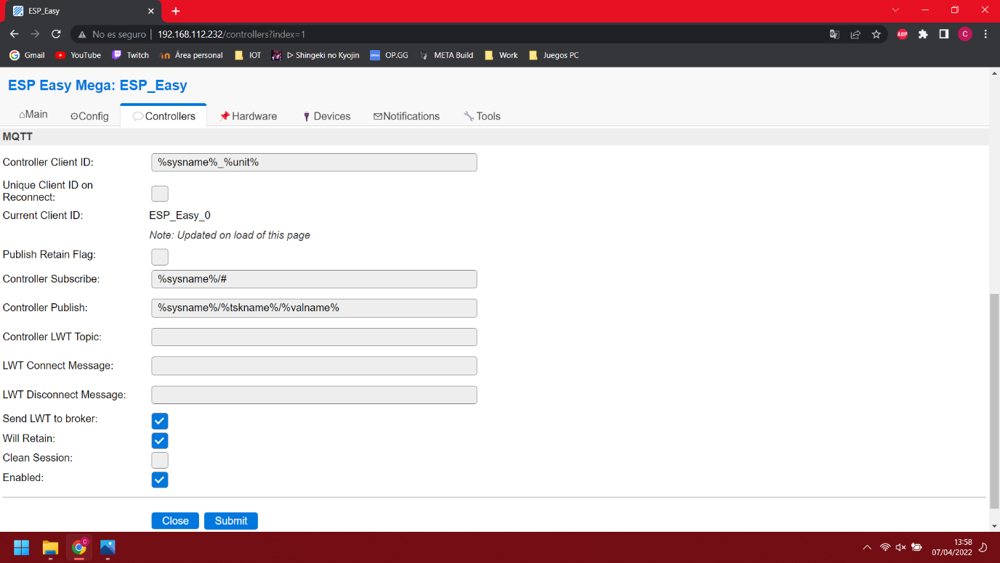 ESP_Easy
No es seguro | 192.168.112.232/controllers?index=1
Gmail YouTube Twitch Área personal IOT ▷ Shingeki no Kyojin OP.GG META Build Work Juegos PC
ESP Easy Mega: ESP_Easy
Main Config Controllers Hardware Devices Notifications Tools
MQTT
Controller Client ID: %sysname%_%unit%
Unique Client ID on
Reconnect:
Current Client ID: ESP_Easy_0
Note: Updated on load of this page
Publish Retain Flag:
Controller Subscribe: %sysname%/#
Controller Publish: %sysname%/%tskname%/%valname%
Controller LWT Topic:
LWT Connect Message:
LWT Disconnect Message:
Send LWT to broker:
Will Retain:
Clean Session:
Enabled:
Close Submit
13:58
07/04/2022